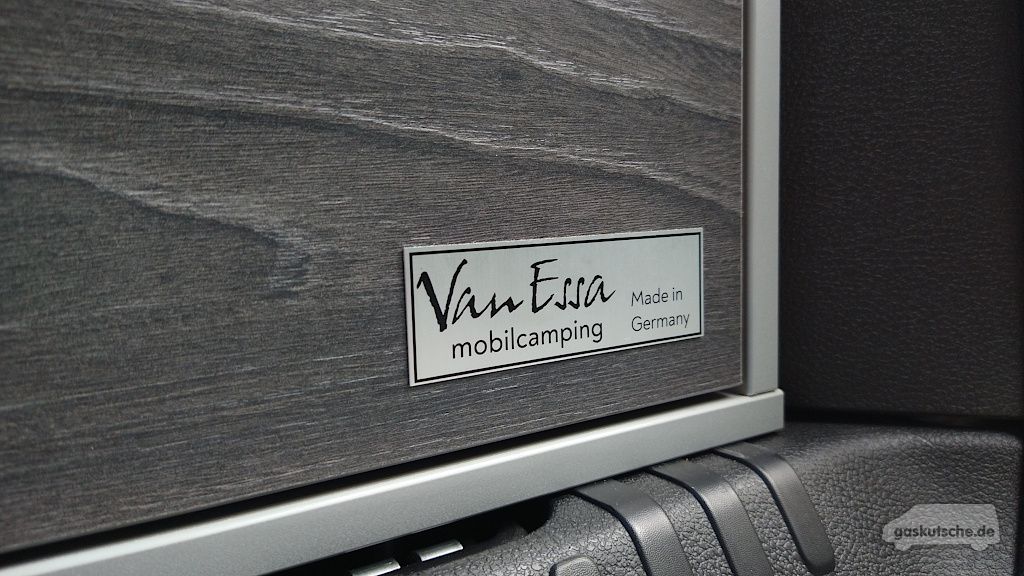 Van Essa
mobilcamping
Made in
Germany
gaskutsche.de